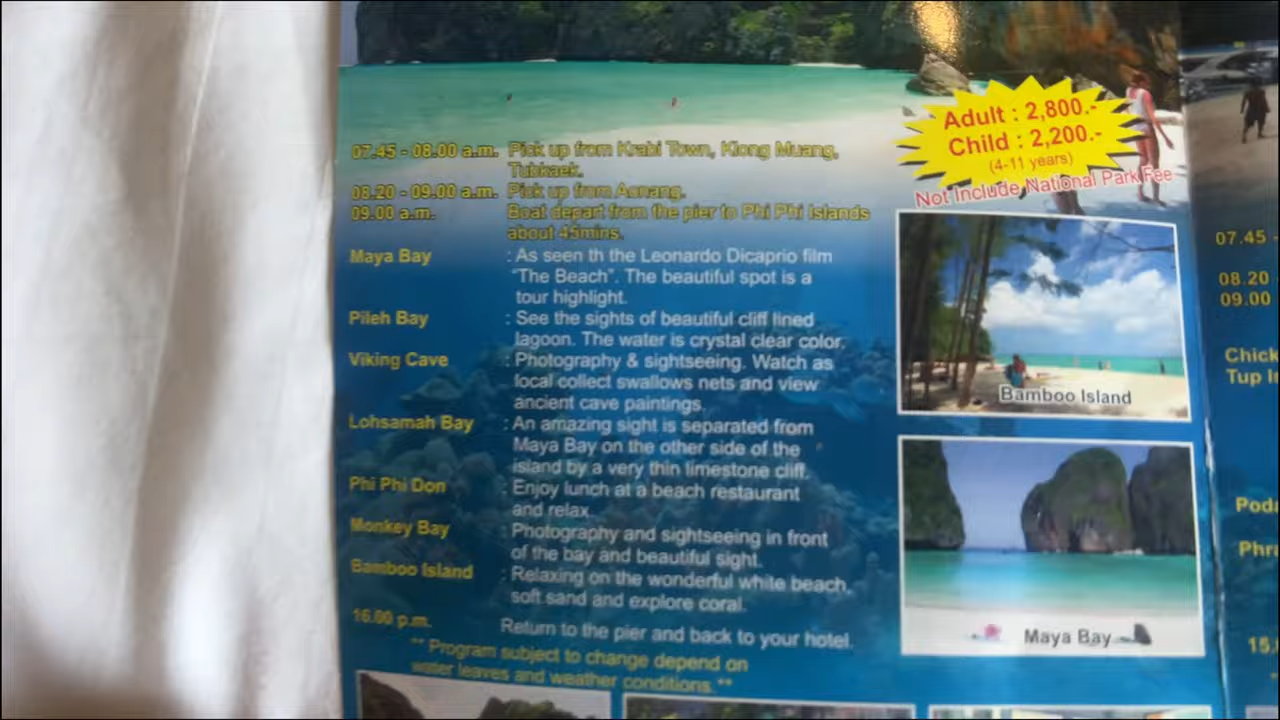 Adult : 2,800.-
Child : 2,200.-
(4-11 years)
Not Include National Park Fee
07.45 - 08.00 a.m. Pick up from Krabi Town, Klong Muang,
Tubkaek.
08.20 - 09.00 a.m. Pick up from Aonang.
09.00 a.m. Boat depart from the pier to Phi Phi Islands
about 45mins.
Maya Bay : As seen th the Leonardo Dicaprio film
"The Beach". The beautiful spot is a
tour highlight.
Pileh Bay : See the sights of beautiful cliff lined
lagoon. The water is crystal clear color.
Viking Cave : Photography & sightseeing. Watch as
local collect swallows nets and view
ancient cave paintings.
Lohsamah Bay : An amazing sight is separated from
Maya Bay on the other side of the
island by a very thin limestone cliff.
Phi Phi Don : Enjoy lunch at a beach restaurant
and relax.
Monkey Bay : Photography and sightseeing in front
of the bay and beautiful sight.
Bamboo Island : Relaxing on the wonderful white beach,
soft sand and explore coral.
16.00 p.m. Return to the pier and back to your hotel.
** Program subject to change depend on
water leaves and weather conditions.**
Bamboo Island
Maya Bay
07.45 -
08.20
09.00
Chick
Tup
15.